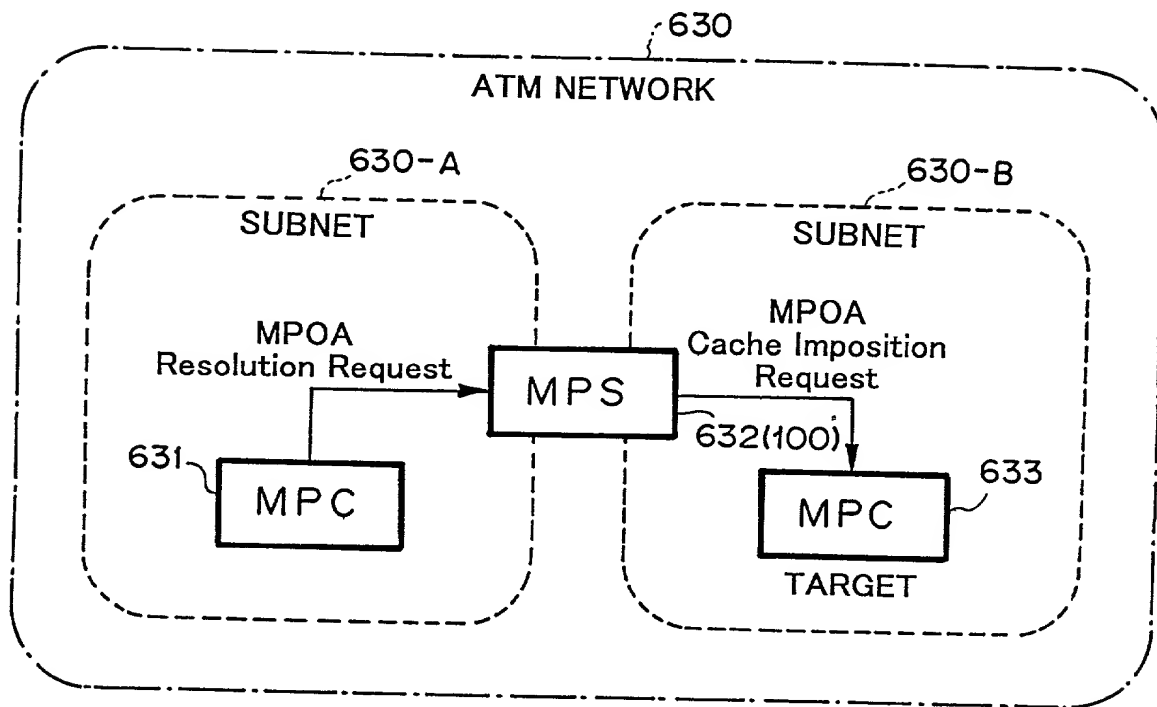 630
ATM NETWORK
630-A
630-B
SUBNET
SUBNET
MPOA
Resolution Request
MPOA
Cache Imposition
Request
MPS
632(100)
631
MPC
633
MPC
TARGET